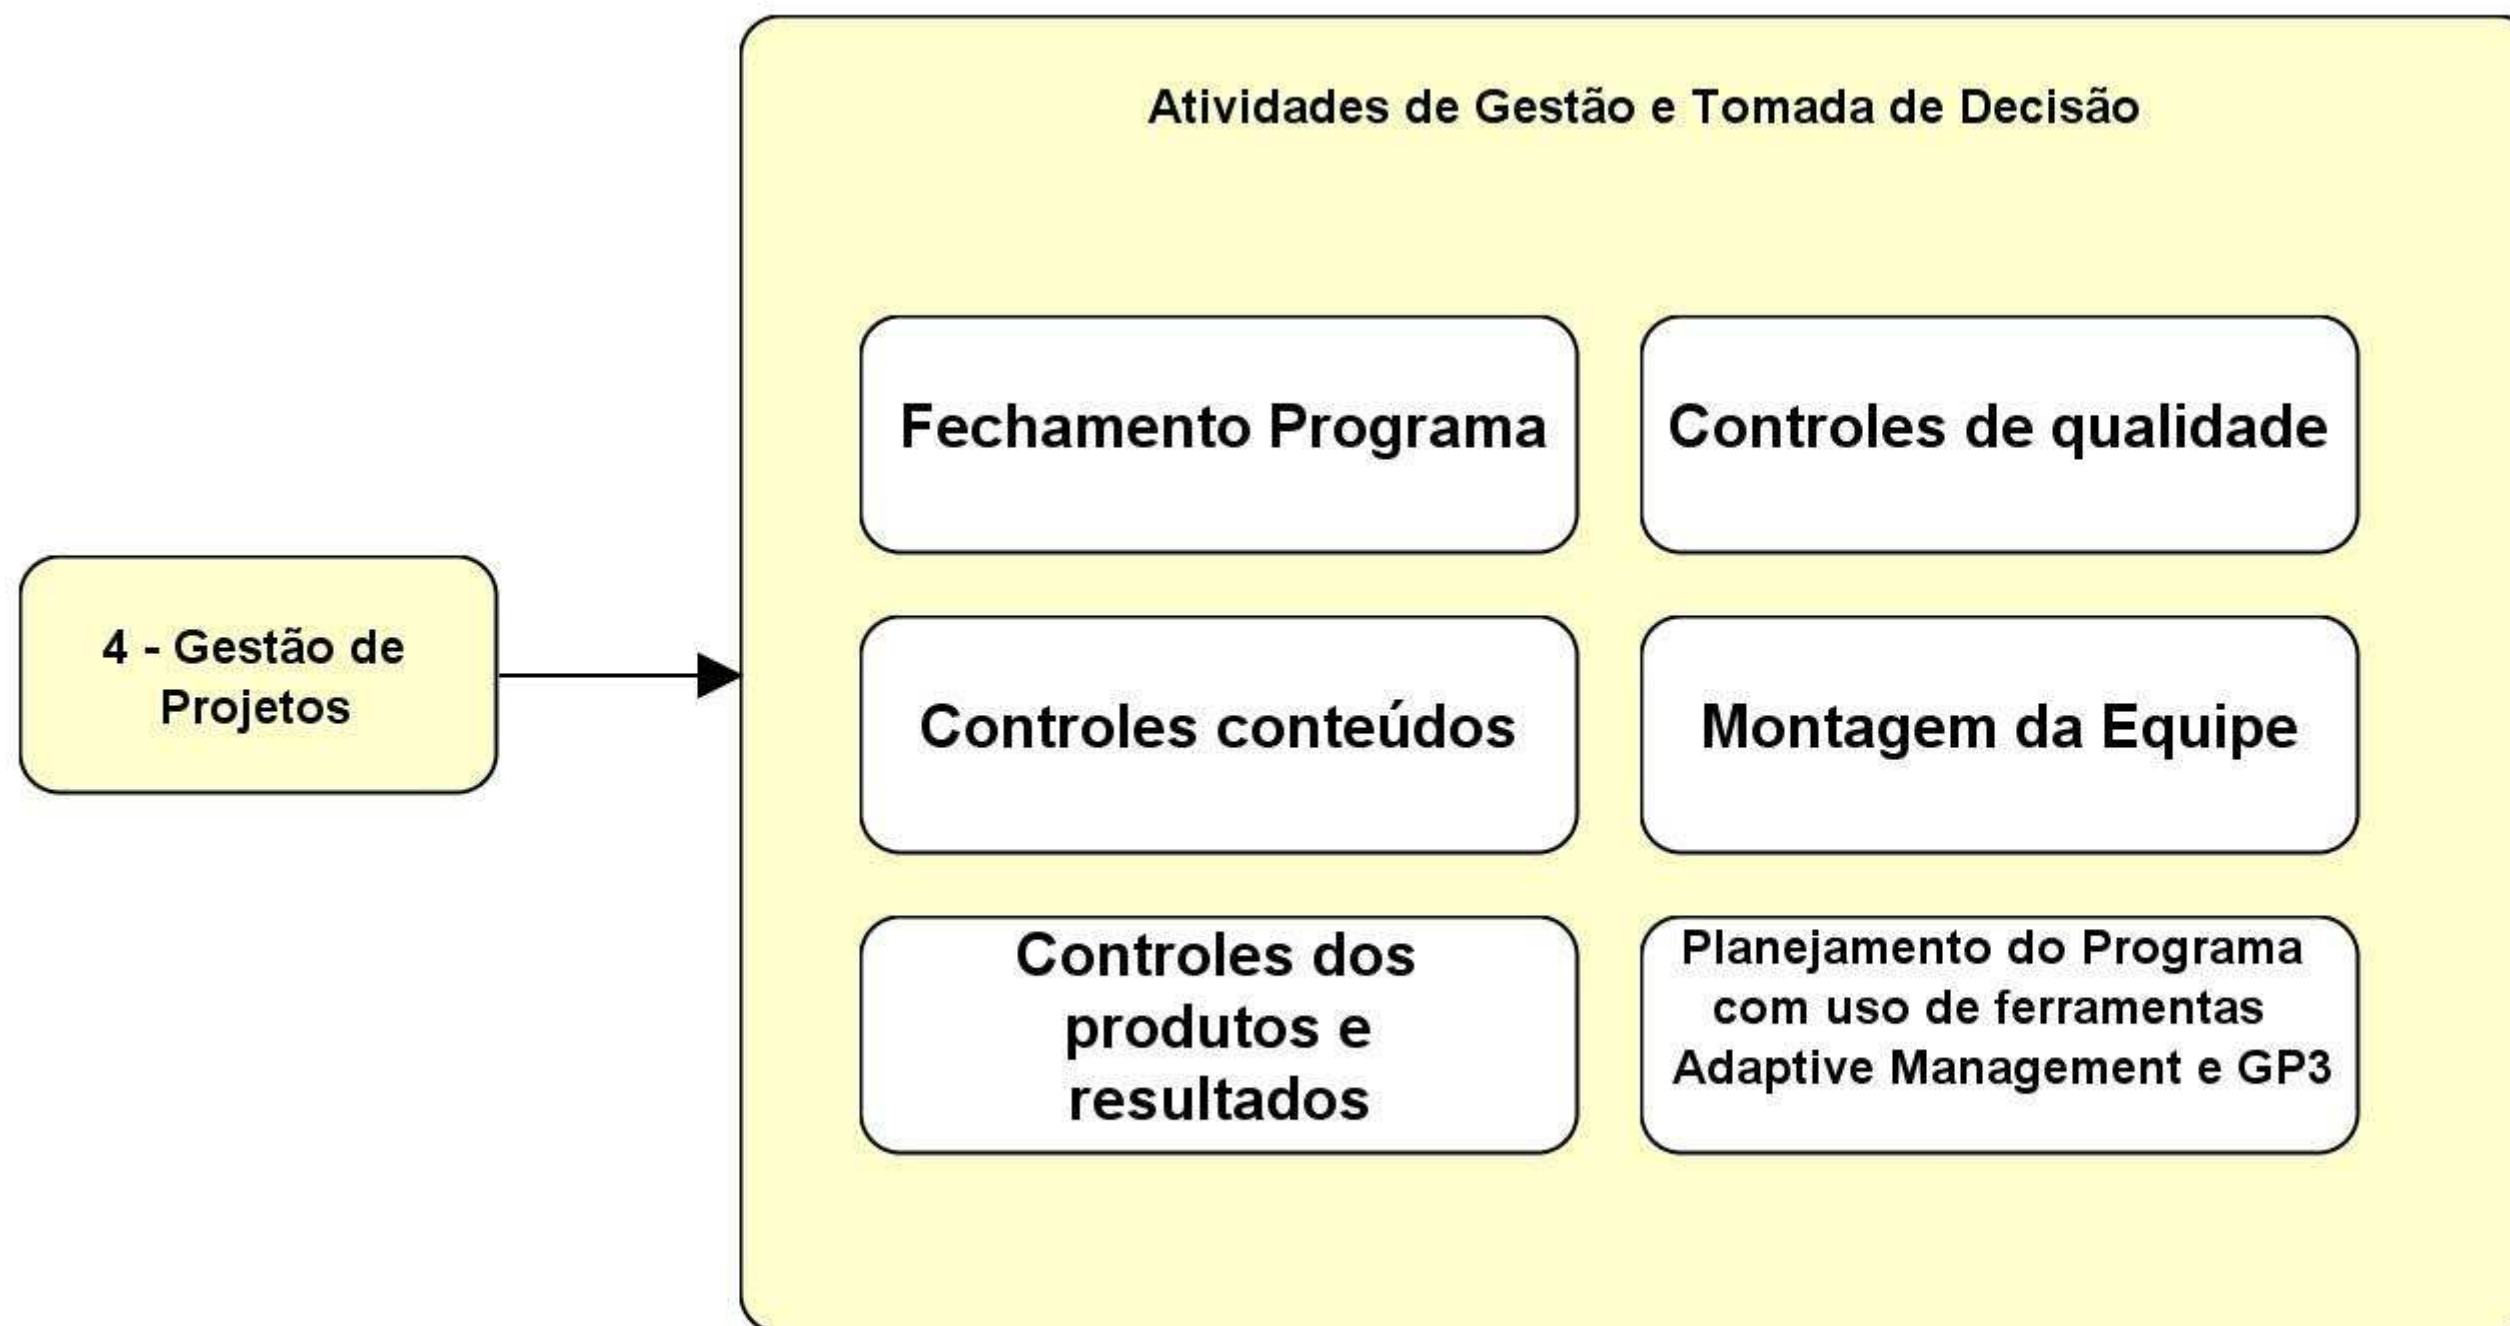 Atividades de Gestão e Tomada de Decisão
Fechamento Programa
Controles de qualidade
4 - Gestão de
Projetos
Controles conteúdos
Montagem da Equipe
Controles dos
produtos e
resultados
Planejamento do Programa
com uso de ferramentas
Adaptive Management e GP3